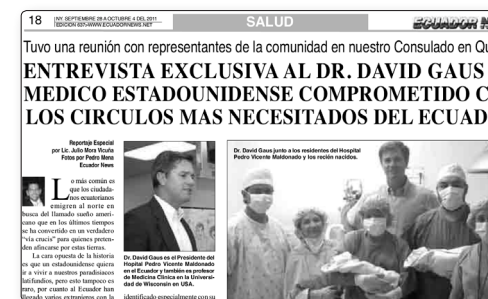 18
NY. SEPTIEMBRE 28 A OCTUBRE 4 DEL 2011
EDICION 637>WWW.ECUADORNEWS.NET
SALUD
ECUADOR
Tuvo una reunión con representantes de la comunidad en nuestro Consulado en
ENTREVISTA EXCLUSIVA AL DR. DAVID GAUS
MEDICO ESTADOUNIDENSE COMPROMETIDO
LOS CIRCULOS MAS NECESITADOS DEL ECUAD
Reportaje Especial
por Lic. Julio Mora Vicuña
Fotos por Pedro Mena
Ecuador News
Lo más común es
que los ciudada-
nos ecuatorianos
emigren al norte en
busca del llamado sueño ameri-
cano que en los últimos tiempos
se ha convertido en un verdadero
"vía crucis" para quienes preten-
den afincarse por estas tierras.
La cara opuesta de la historia
es que un estadounidense quiera
ir a vivir a nuestros paradisíacos
latifundios, pero esto tampoco es
raro, por cuanto al Ecuador han
llegado varios extranjeros con la
Dr. David Gaus es el Presidente del
Hopital Pedro Vicente Maldonado
en el Ecuador y también es profesor
de Medicina Clínica en la Universi-
dad de Wisconsin en USA.
identificado especialmente con su
Dr. David Gaus junto a los residentes del Hospital
Pedro Vicente Maldonado y los recién nacidos.